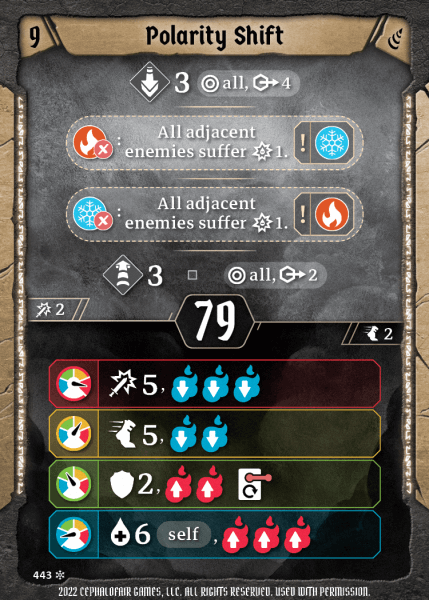 9 Polarity Shift
3 all, 4
: All adjacent
enemies suffer 1. !
: All adjacent
enemies suffer 1. !
3 all, 2
2 79 2
5,
5,
2,
6 self ,
443
2022 CEPHALOFAIR GAMES, LLC. ALL RIGHTS RESERVED. USED WITH PERMISSION.